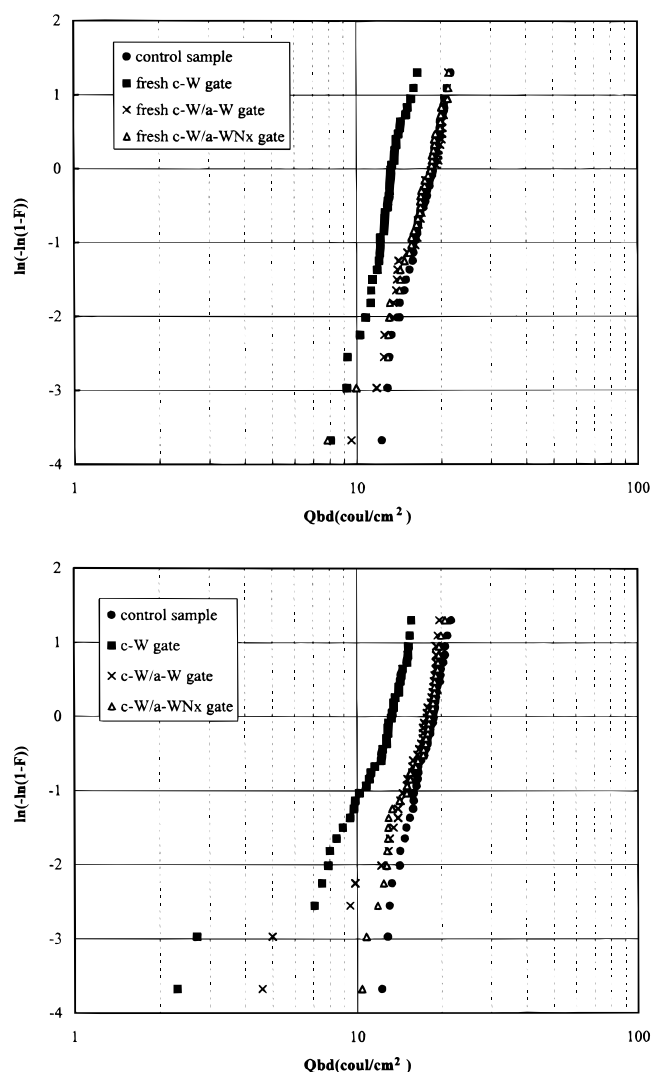 2
1
0
-1
-2
-3
-4
ln(-ln(1-F))
control sample
fresh c-W gate
fresh c-W/a-W gate
fresh c-W/a-WNx gate
1 10 100
Qbd(coul/cm²)
2
1
0
-1
-2
-3
-4
ln(-ln(1-F))
control sample
c-W gate
c-W/a-W gate
c-W/a-WNx gate
1 10 100
Qbd(coul/cm²)